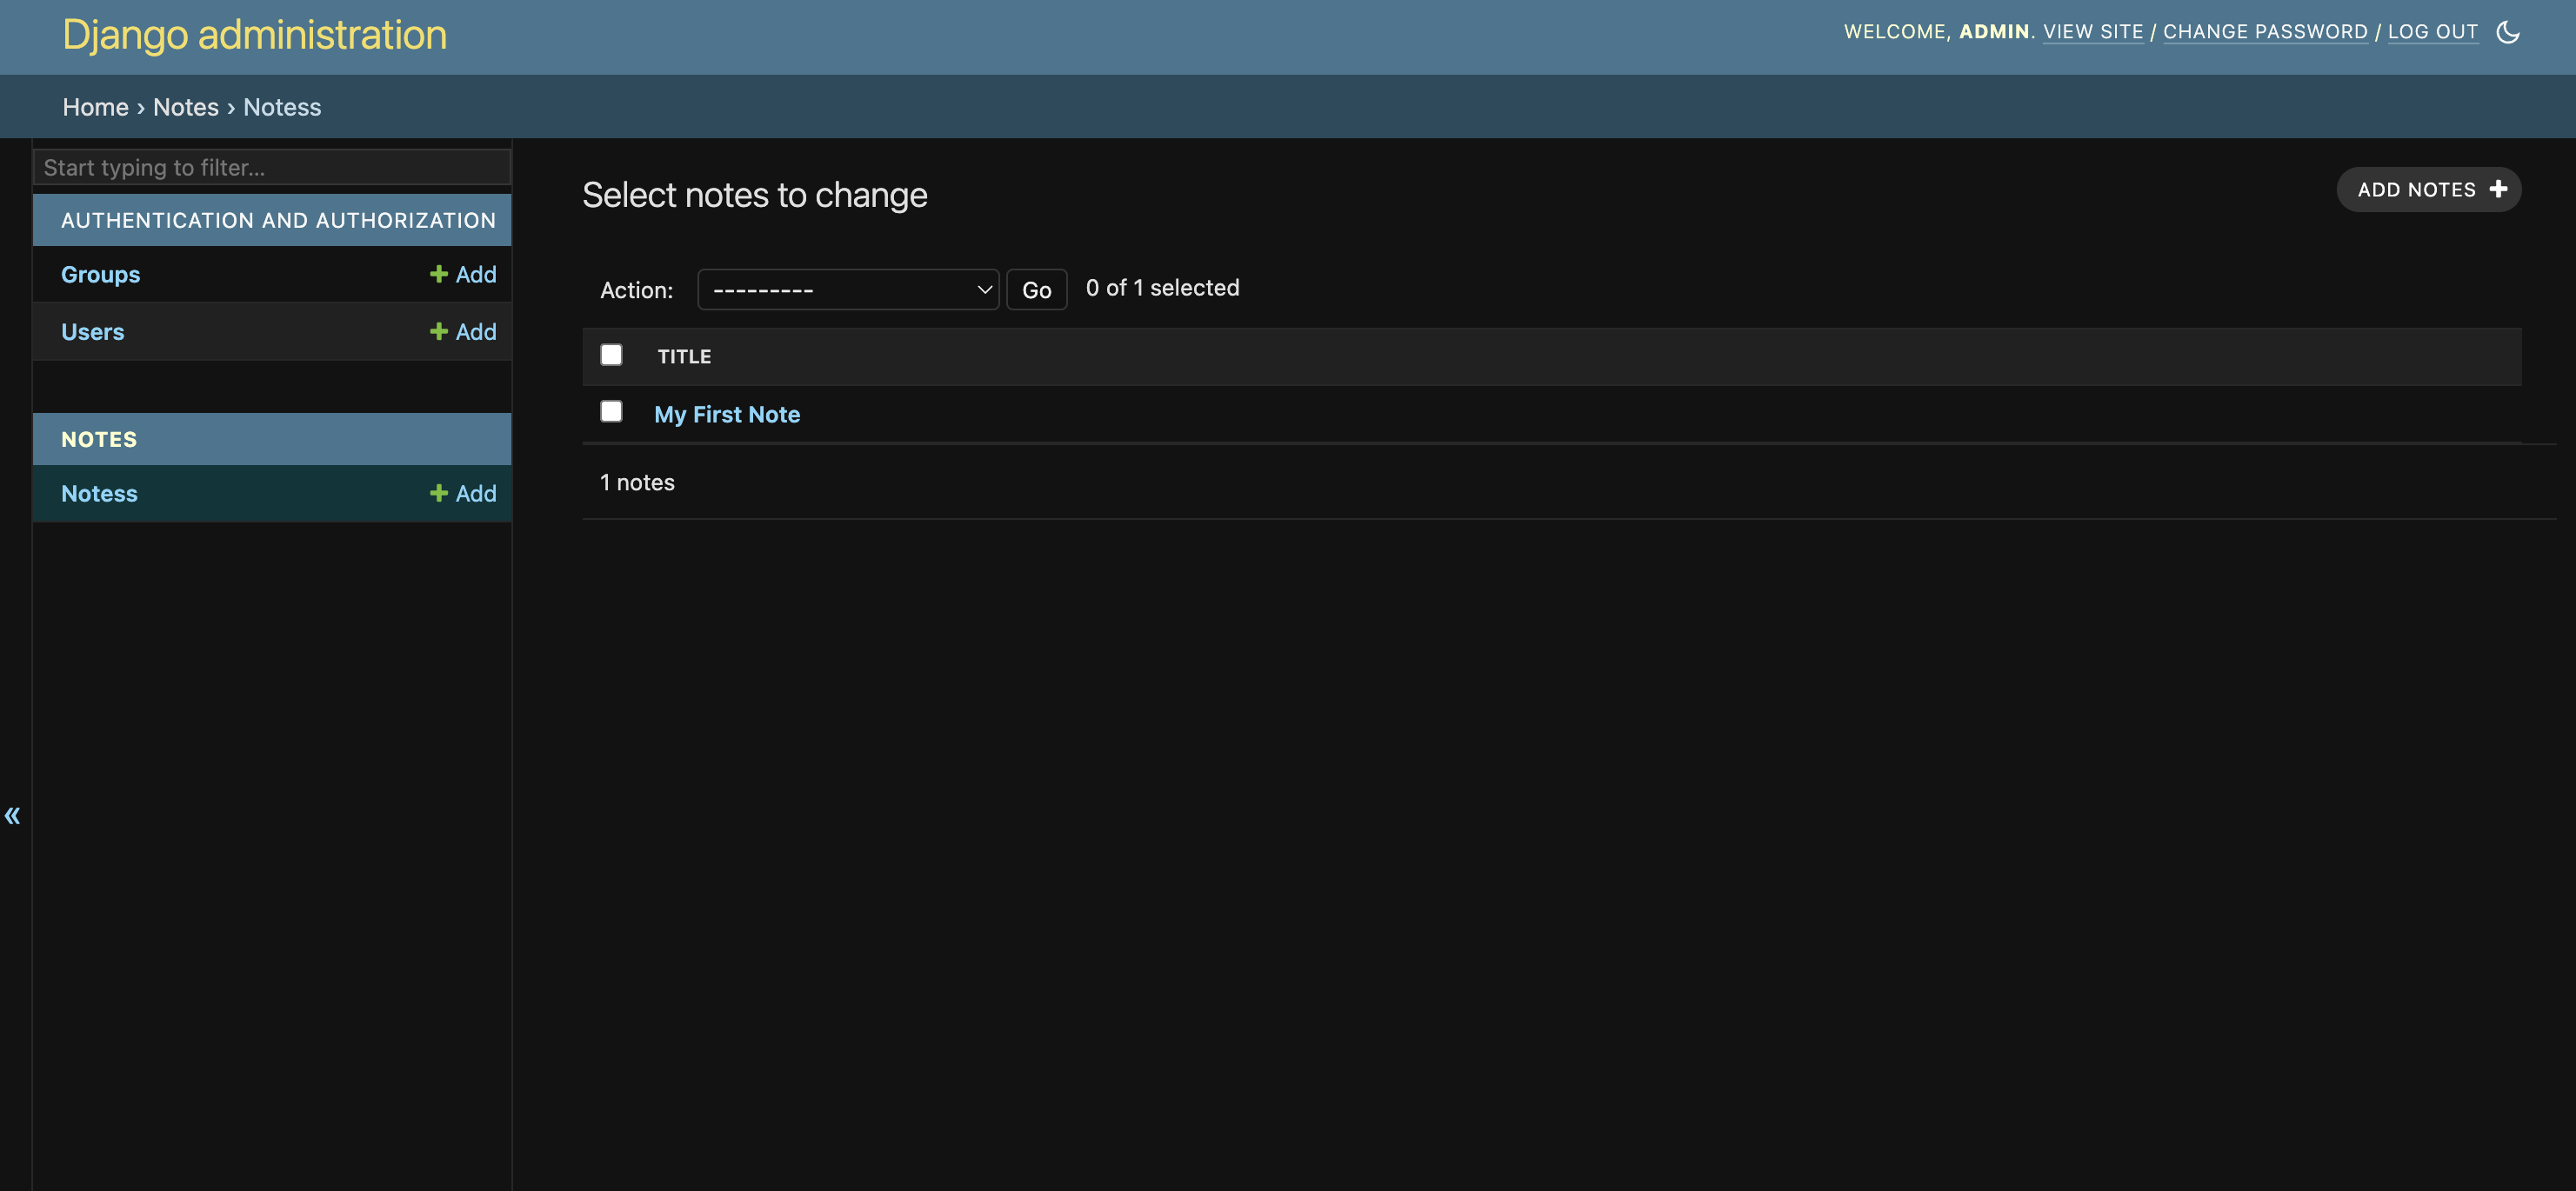 Django administration
WELCOME, ADMIN. VIEW SITE / CHANGE PASSWORD / LOG OUT
Home › Notes › Notess
Start typing to filter...
AUTHENTICATION AND AUTHORIZATION
Groups + Add
Users + Add
NOTES
Notess + Add
«
Select notes to change
ADD NOTES +
Action: --------- Go 0 of 1 selected
TITLE
My First Note
1 notes